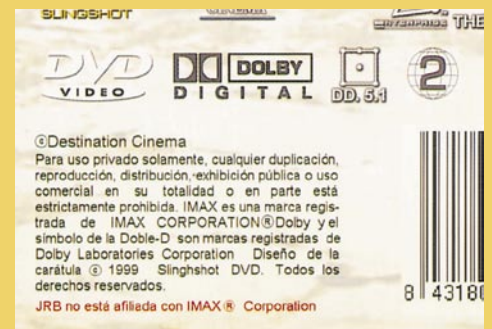 SLINGSHOT
CINEMA
ENTERPRISE THE
DVD
VIDEO
DOLBY
DIGITAL
DD. 5.1
2
©Destination Cinema
Para uso privado solamente, cualquier duplicación,
reproducción, distribución, exhibición pública o uso
comercial en su totalidad o en parte está
estrictamente prohibida. IMAX es una marca regis-
trada de IMAX CORPORATION®Dolby y el
símbolo de la Doble-D son marcas registradas de
Dolby Laboratories Corporation Diseño de la
carátula © 1999 Slinghshot DVD. Todos los
derechos reservados.
JRB no está afiliada con IMAX® Corporation
8 43180